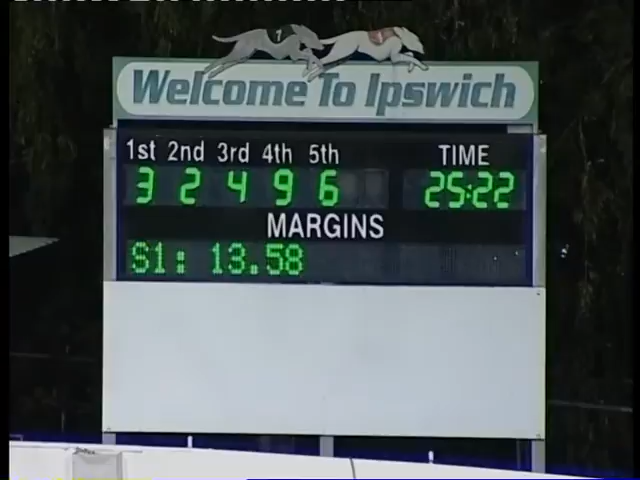 Welcome To Ipswich
1st 2nd 3rd 4th 5th TIME
3 2 4 9 6 25:22
MARGINS
S1: 13.58